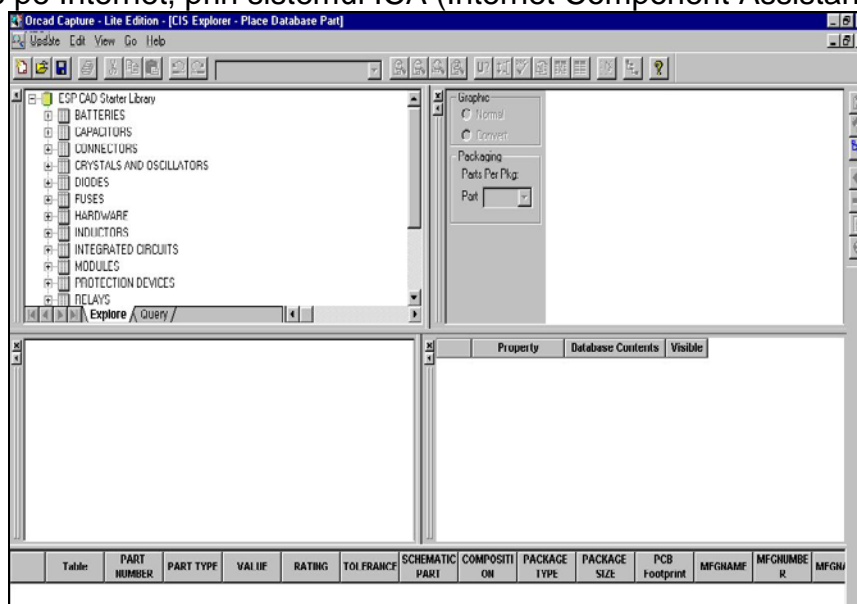 pe Internet, prin sistemul ICA (Internet Component Assistan
Orcad Capture - Lite Edition - [CIS Explorer - Place Database Part]
Update Edit View Go Help
U?
ESP CAD Starter Library
BATTERIES
CAPACITORS
CONNECTORS
CRYSTALS AND OSCILLATORS
DIODES
FUSES
HARDWARE
INDUCTORS
INTEGRATED CIRCUITS
MODULES
PROTECTION DEVICES
RELAYS
Explore Query
Graphic
Normal
Convert
Packaging
Parts Per Pkg:
Part
Property Database Contents Visible
Table PART NUMBER PART TYPE VALUE RATING TOLERANCE SCHEMATIC PART COMPOSITION PACKAGE TYPE PACKAGE SIZE PCB Footprint MFGNAME MFGNUMBER MFGNA